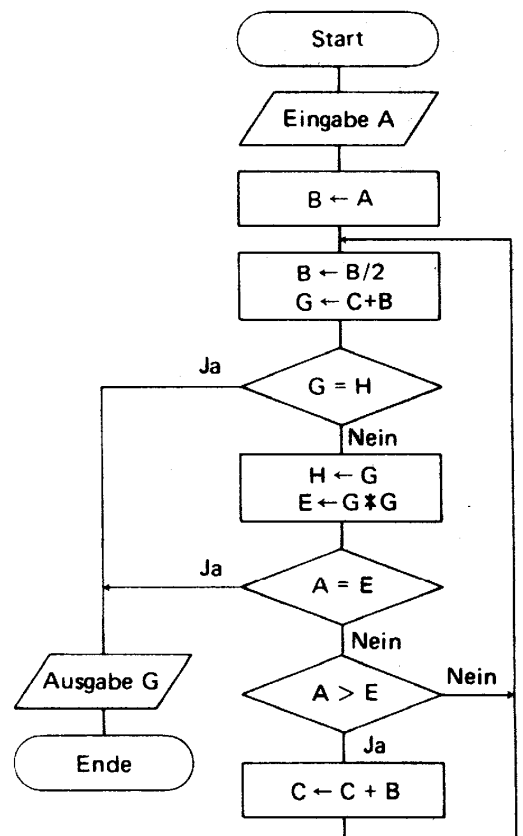 Start
Eingabe A
B ← A
B ← B/2
G ← C+B
Ja
G = H
Nein
H ← G
E ← G*G
Ja
A = E
Nein
Ausgabe G
A > E
Nein
Ja
Ende
C ← C + B